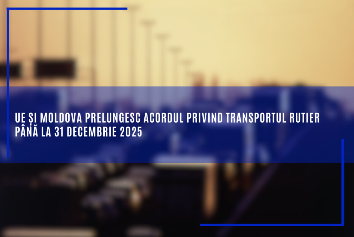 UE ȘI MOLDOVA PRELUNGESC ACORDUL PRIVIND TRANSPORTUL RUTIER
PÂNĂ LA 31 DECEMBRIE 2025